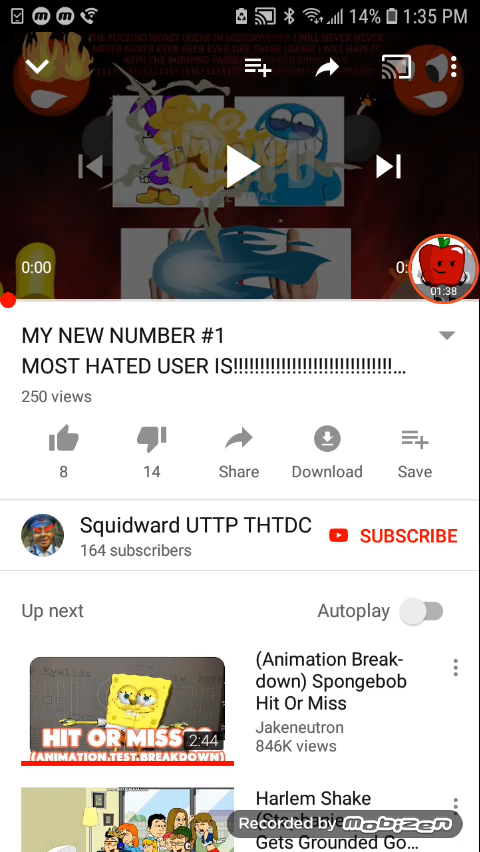 14% 1:35 PM
THE FUCKING WORST USERS IN HISTORY!!!!!!!!!! I WILL NEVER NEVER
NEVER NEVER EVER EVER EVER LIKE THESE USERS! I WILL HATE
WITH THE BURNING
0:00
0:
01:38
MY NEW NUMBER #1
MOST HATED USER IS!!!!!!!!!!!!!!!!!!!!!!!!!!!!!!…
250 views
8
14
Share
Download
Save
Squidward UTTP THTDC
164 subscribers
SUBSCRIBE
Up next
Autoplay
(Animation Break-
down) Spongebob
Hit Or Miss
Jakeneutron
846K views
HIT OR MISS
2:44
(ANIMATION TEST BREAKDOWN)
Harlem Shake
(Stephanie
Gets Grounded Go…
Recorded by Mobizen